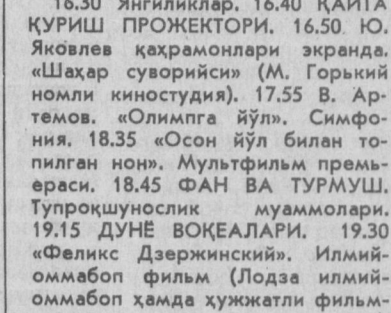 16.30 Янгиликлар. 16.40 ҚАЙТА
ҚУРИШ ПРОЖЕКТОРИ. 16.50 Ю.
Яковлев қаҳрамонлари экранда.
«Шаҳар суворийси» (М. Горький
номли киностудия). 17.55 В. Ар-
темов. «Олимпга йўл». Симфо-
ния. 18.35 «Осон йўл билан то-
пилган нон». Мультфильм премь-
ераси. 18.45 ФАН ВА ТУРМУШ.
Тупроқшунослик муаммолари.
19.15 ДУНЁ ВОҚЕАЛАРИ. 19.30
«Феликс Дзержинский». Илмий-
оммабоп фильм (Лодза илмий-
оммабоп ҳамда ҳужжатли фильм-